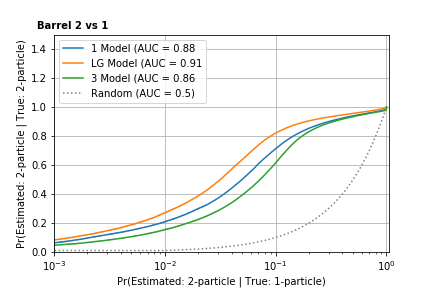 Barrel 2 vs 1
Pr(Estimated: 2-particle | True: 2-particle)
1.4
1.2
1.0
0.8
0.6
0.4
0.2
0.0
1 Model (AUC = 0.88
LG Model (AUC = 0.91
3 Model (AUC = 0.86
Random (AUC = 0.5)
10⁻³ 10⁻² 10⁻¹ 10⁰
Pr(Estimated: 2-particle | True: 1-particle)